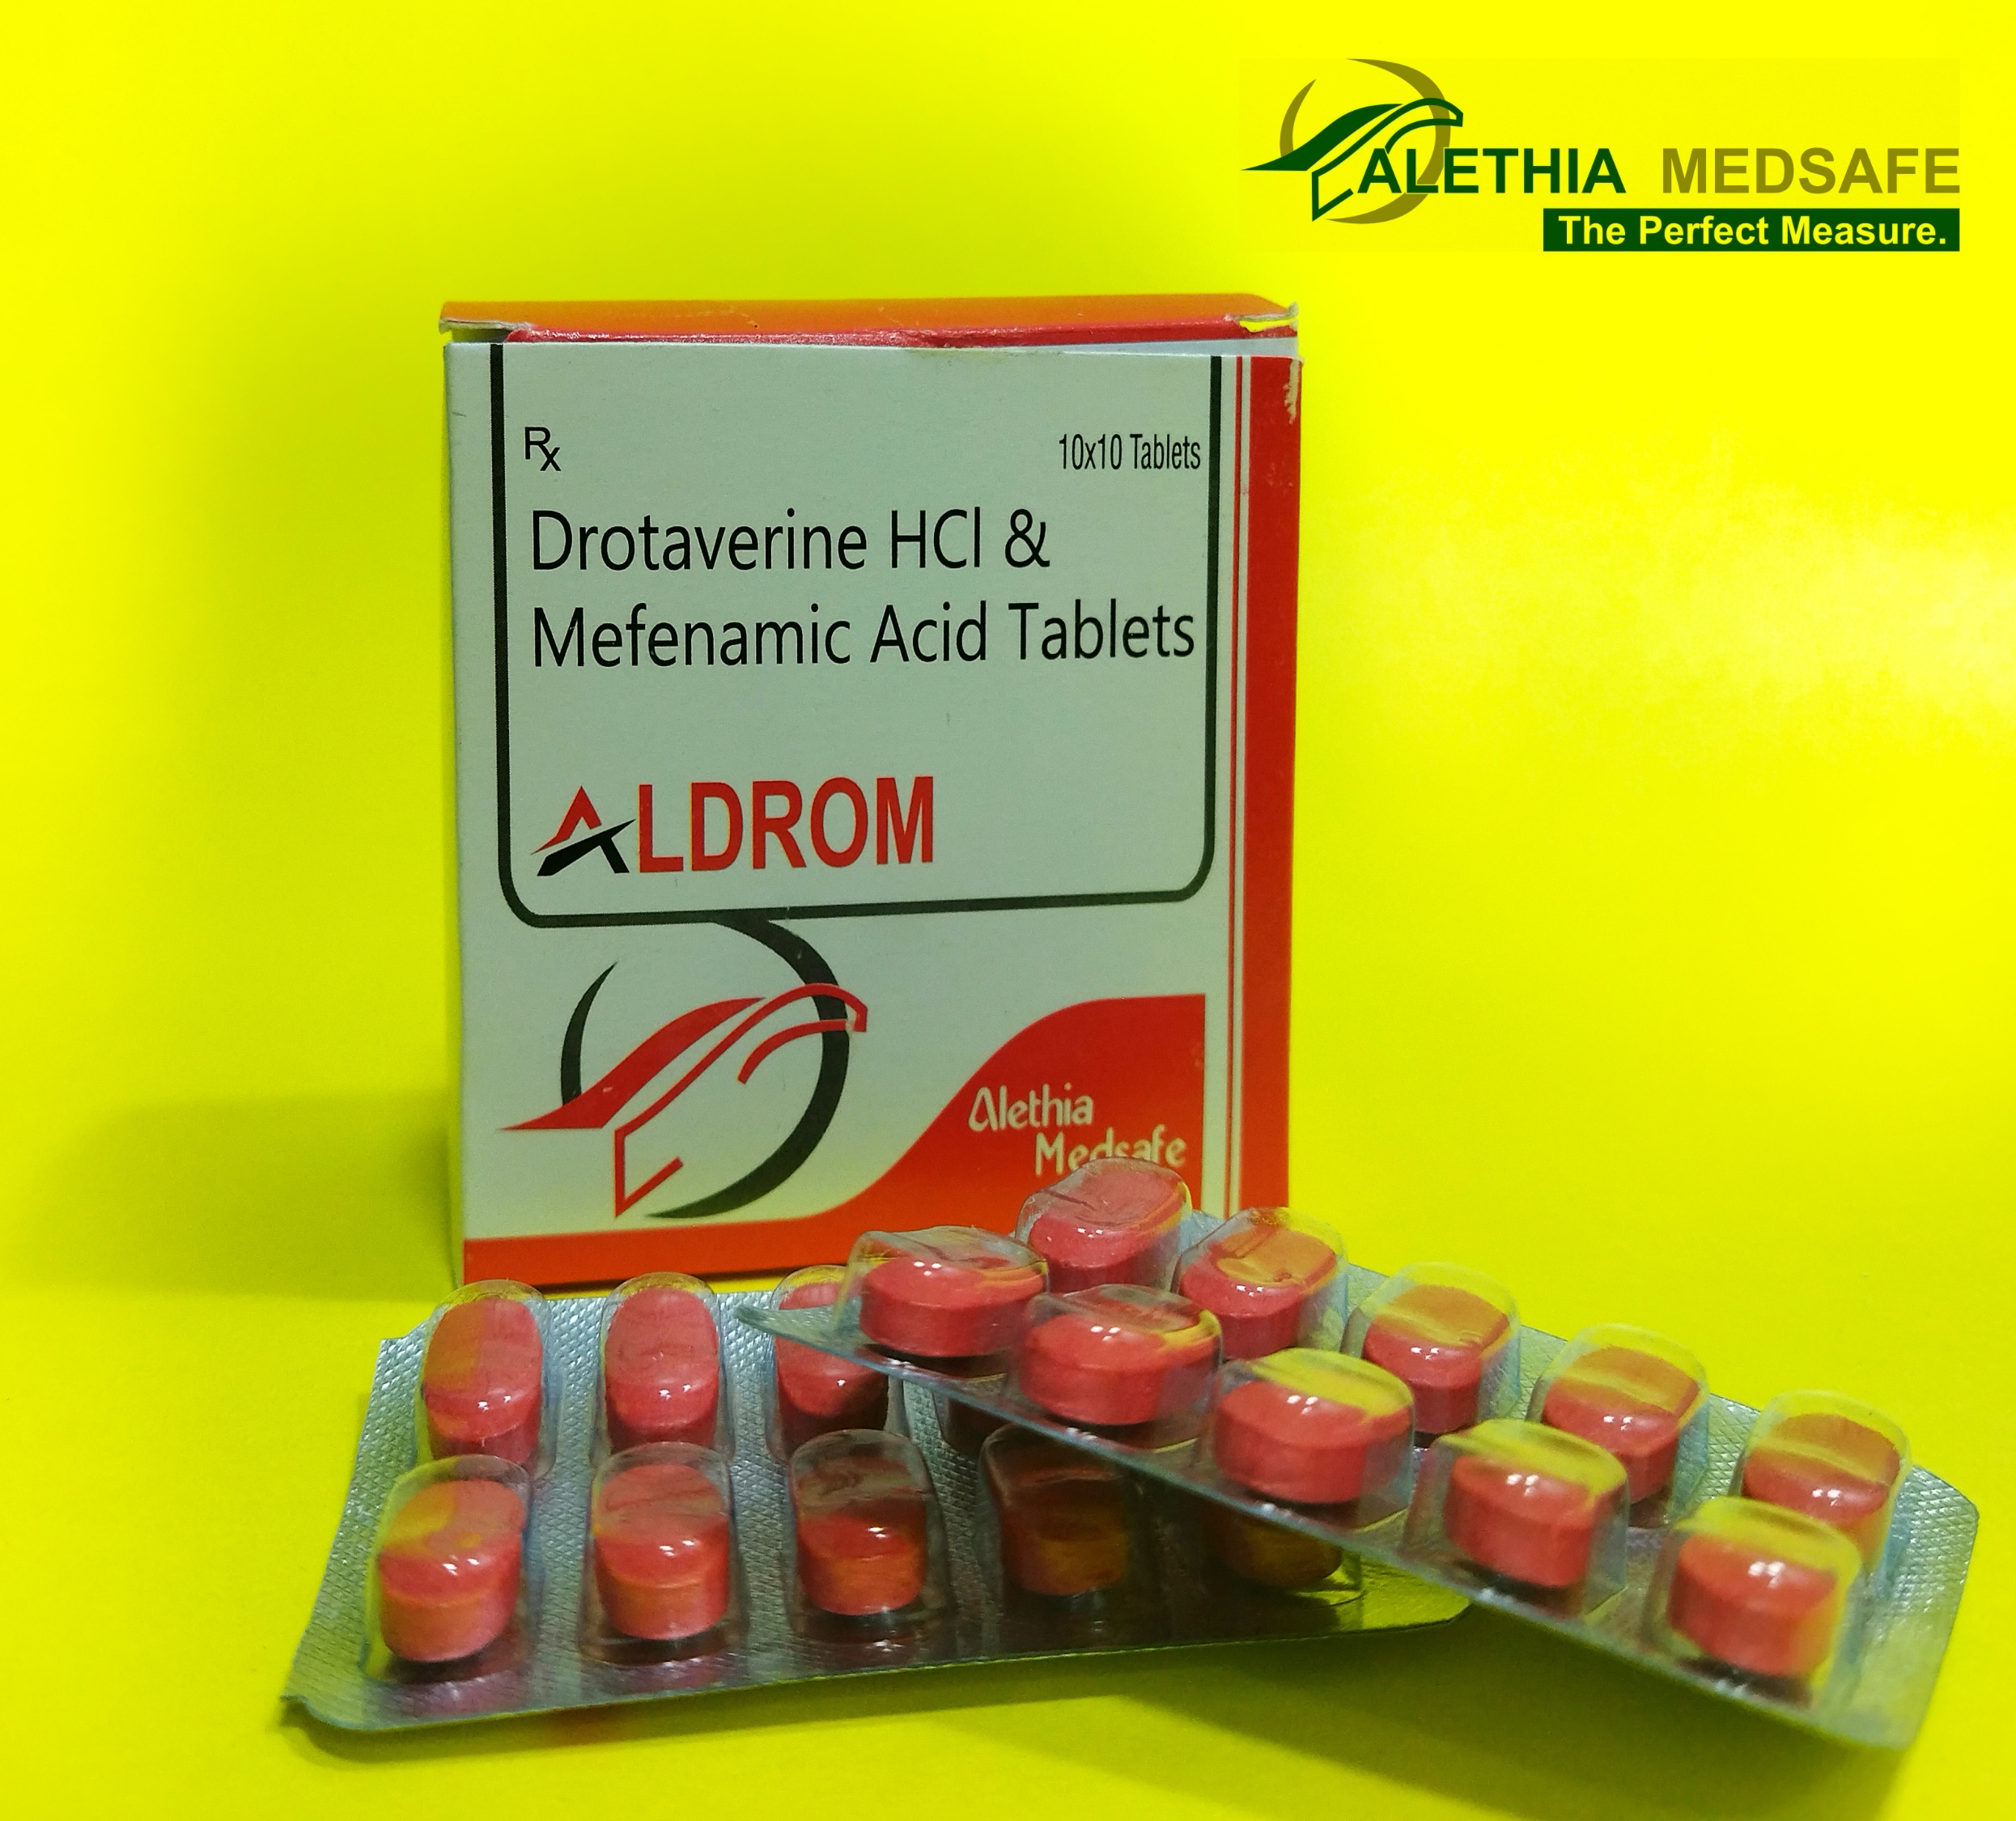 ALETHIA MEDSAFE
The Perfect Measure.
Rx
10x10 Tablets
Drotaverine HCl &
Mefenamic Acid Tablets
ALDROM
Alethia
Medsafe